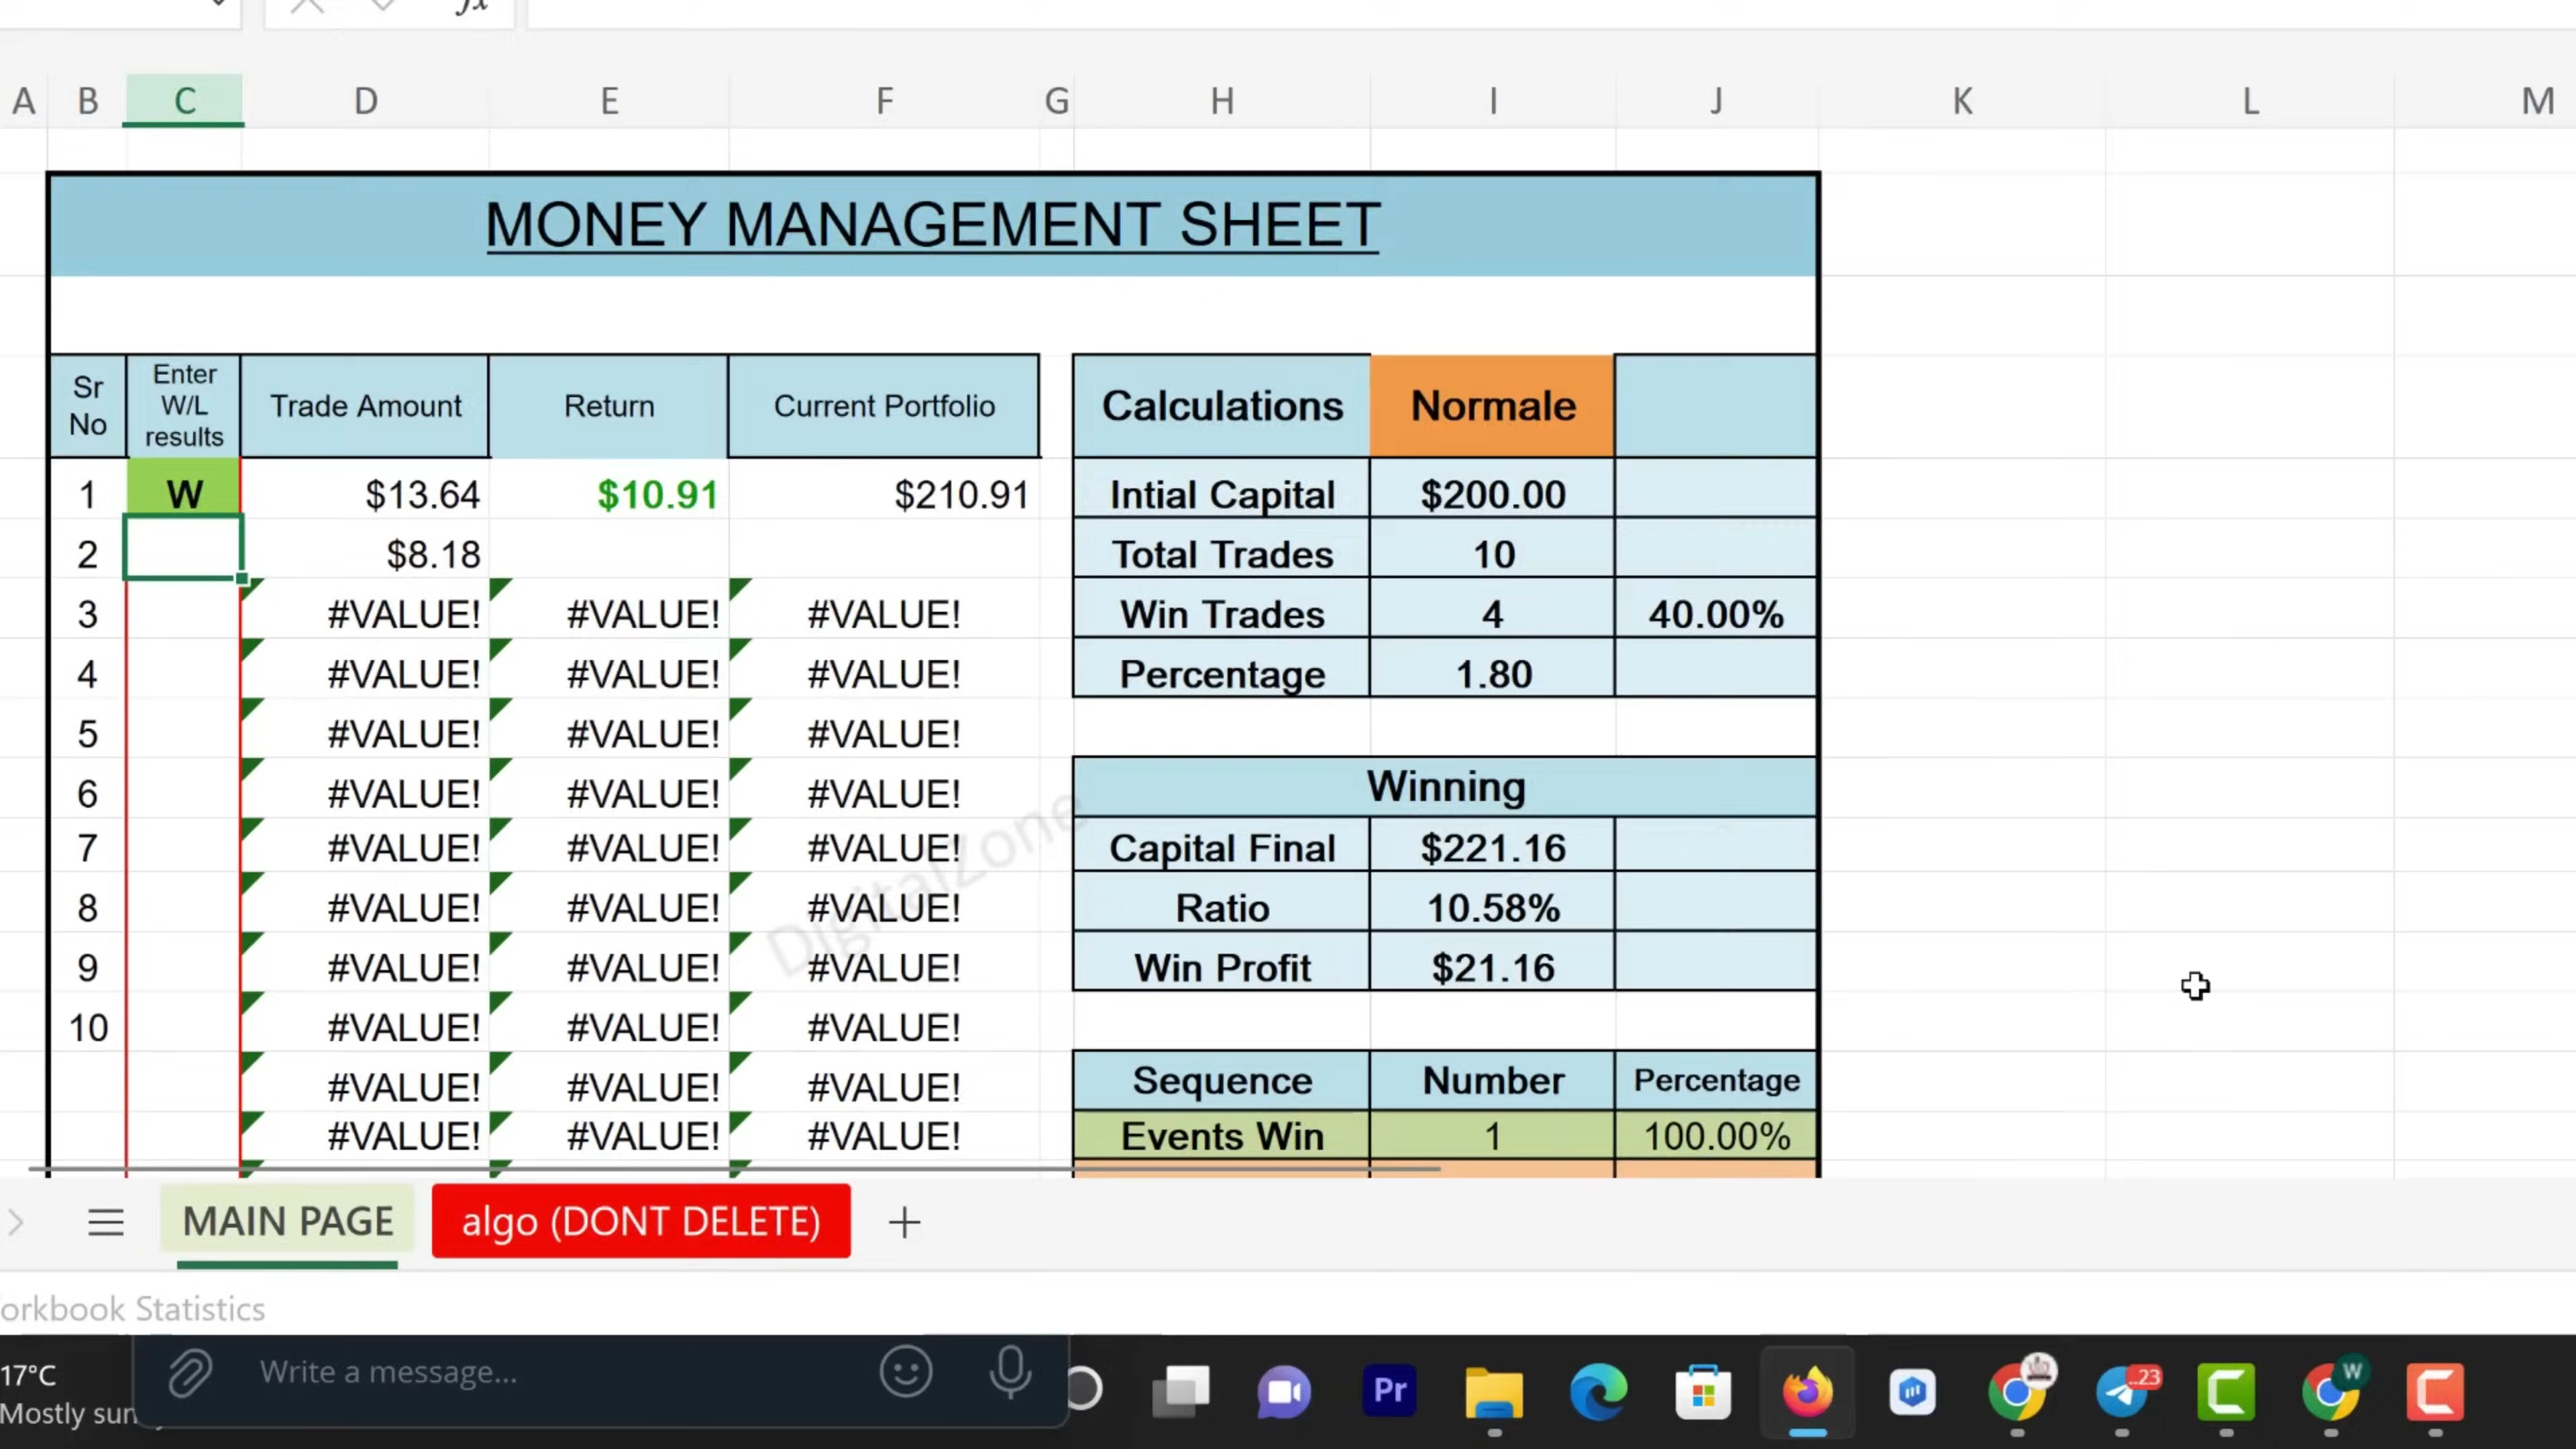 fx
A B C D E F G H I J K L M
MONEY MANAGEMENT SHEET
Sr No Enter W/L results Trade Amount Return Current Portfolio Calculations Normale
1 W $13.64 $10.91 $210.91 Intial Capital $200.00
2 $8.18 Total Trades 10
3 #VALUE! #VALUE! #VALUE! Win Trades 4 40.00%
4 #VALUE! #VALUE! #VALUE! Percentage 1.80
5 #VALUE! #VALUE! #VALUE!
6 #VALUE! #VALUE! #VALUE! Winning
7 #VALUE! #VALUE! #VALUE! Capital Final $221.16
8 #VALUE! #VALUE! #VALUE! Ratio 10.58%
9 #VALUE! #VALUE! #VALUE! Win Profit $21.16
DigitalZone
10 #VALUE! #VALUE! #VALUE!
#VALUE! #VALUE! #VALUE! Sequence Number Percentage
#VALUE! #VALUE! #VALUE! Events Win 1 100.00%
MAIN PAGE algo (DONT DELETE)
orkbook Statistics
17°C
Mostly sun
Write a message...
Pr
..23
W